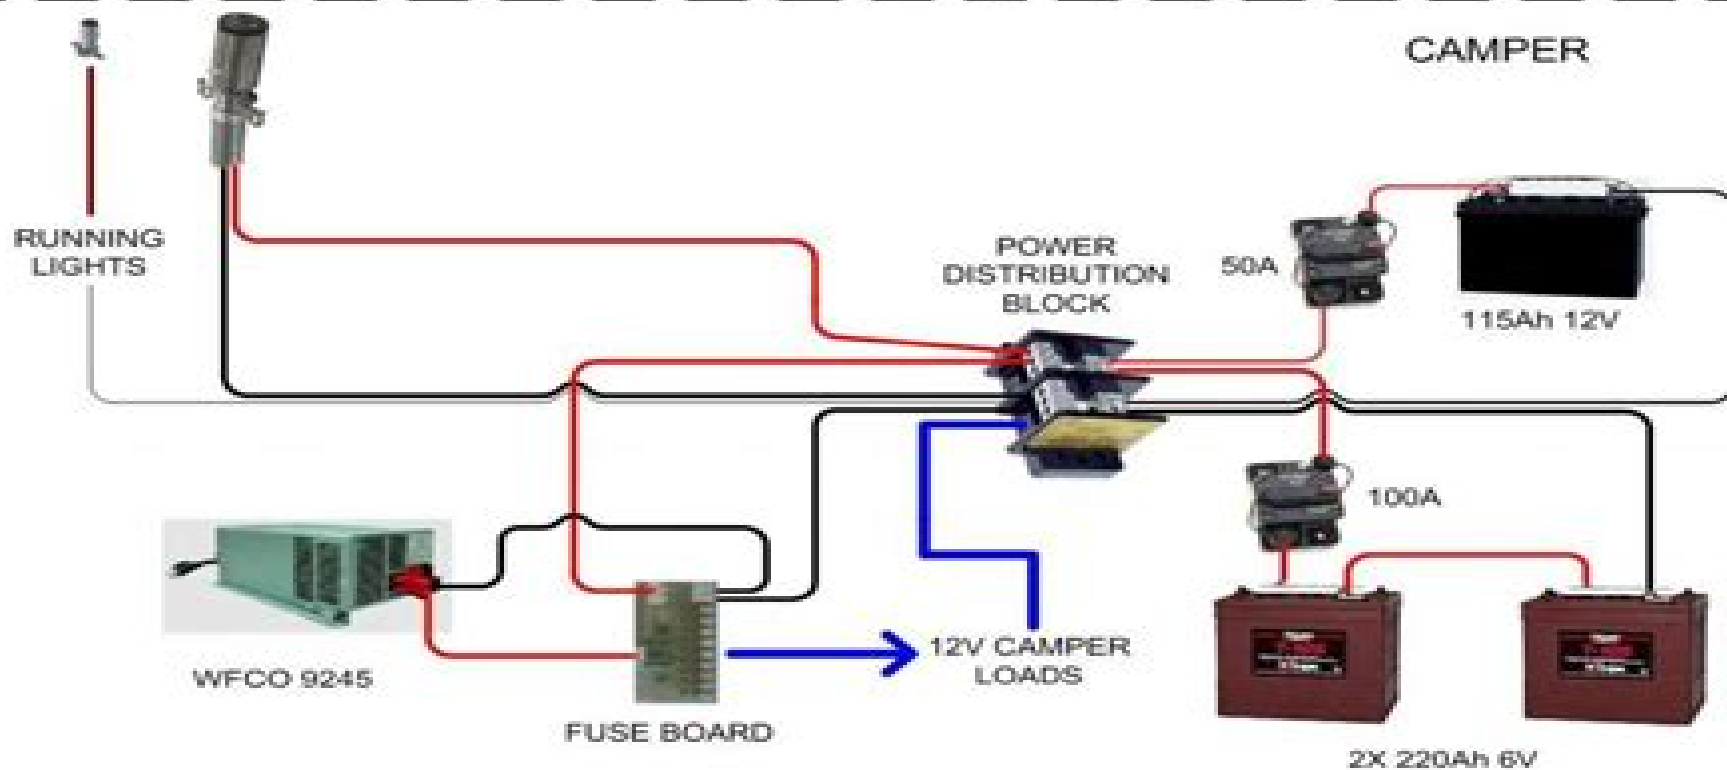 CAMPER
RUNNING
LIGHTS
POWER
DISTRIBUTION
BLOCK
50A
115Ah 12V
100A
WFCO 9245
12V CAMPER
LOADS
FUSE BOARD
2X 220Ah 6V